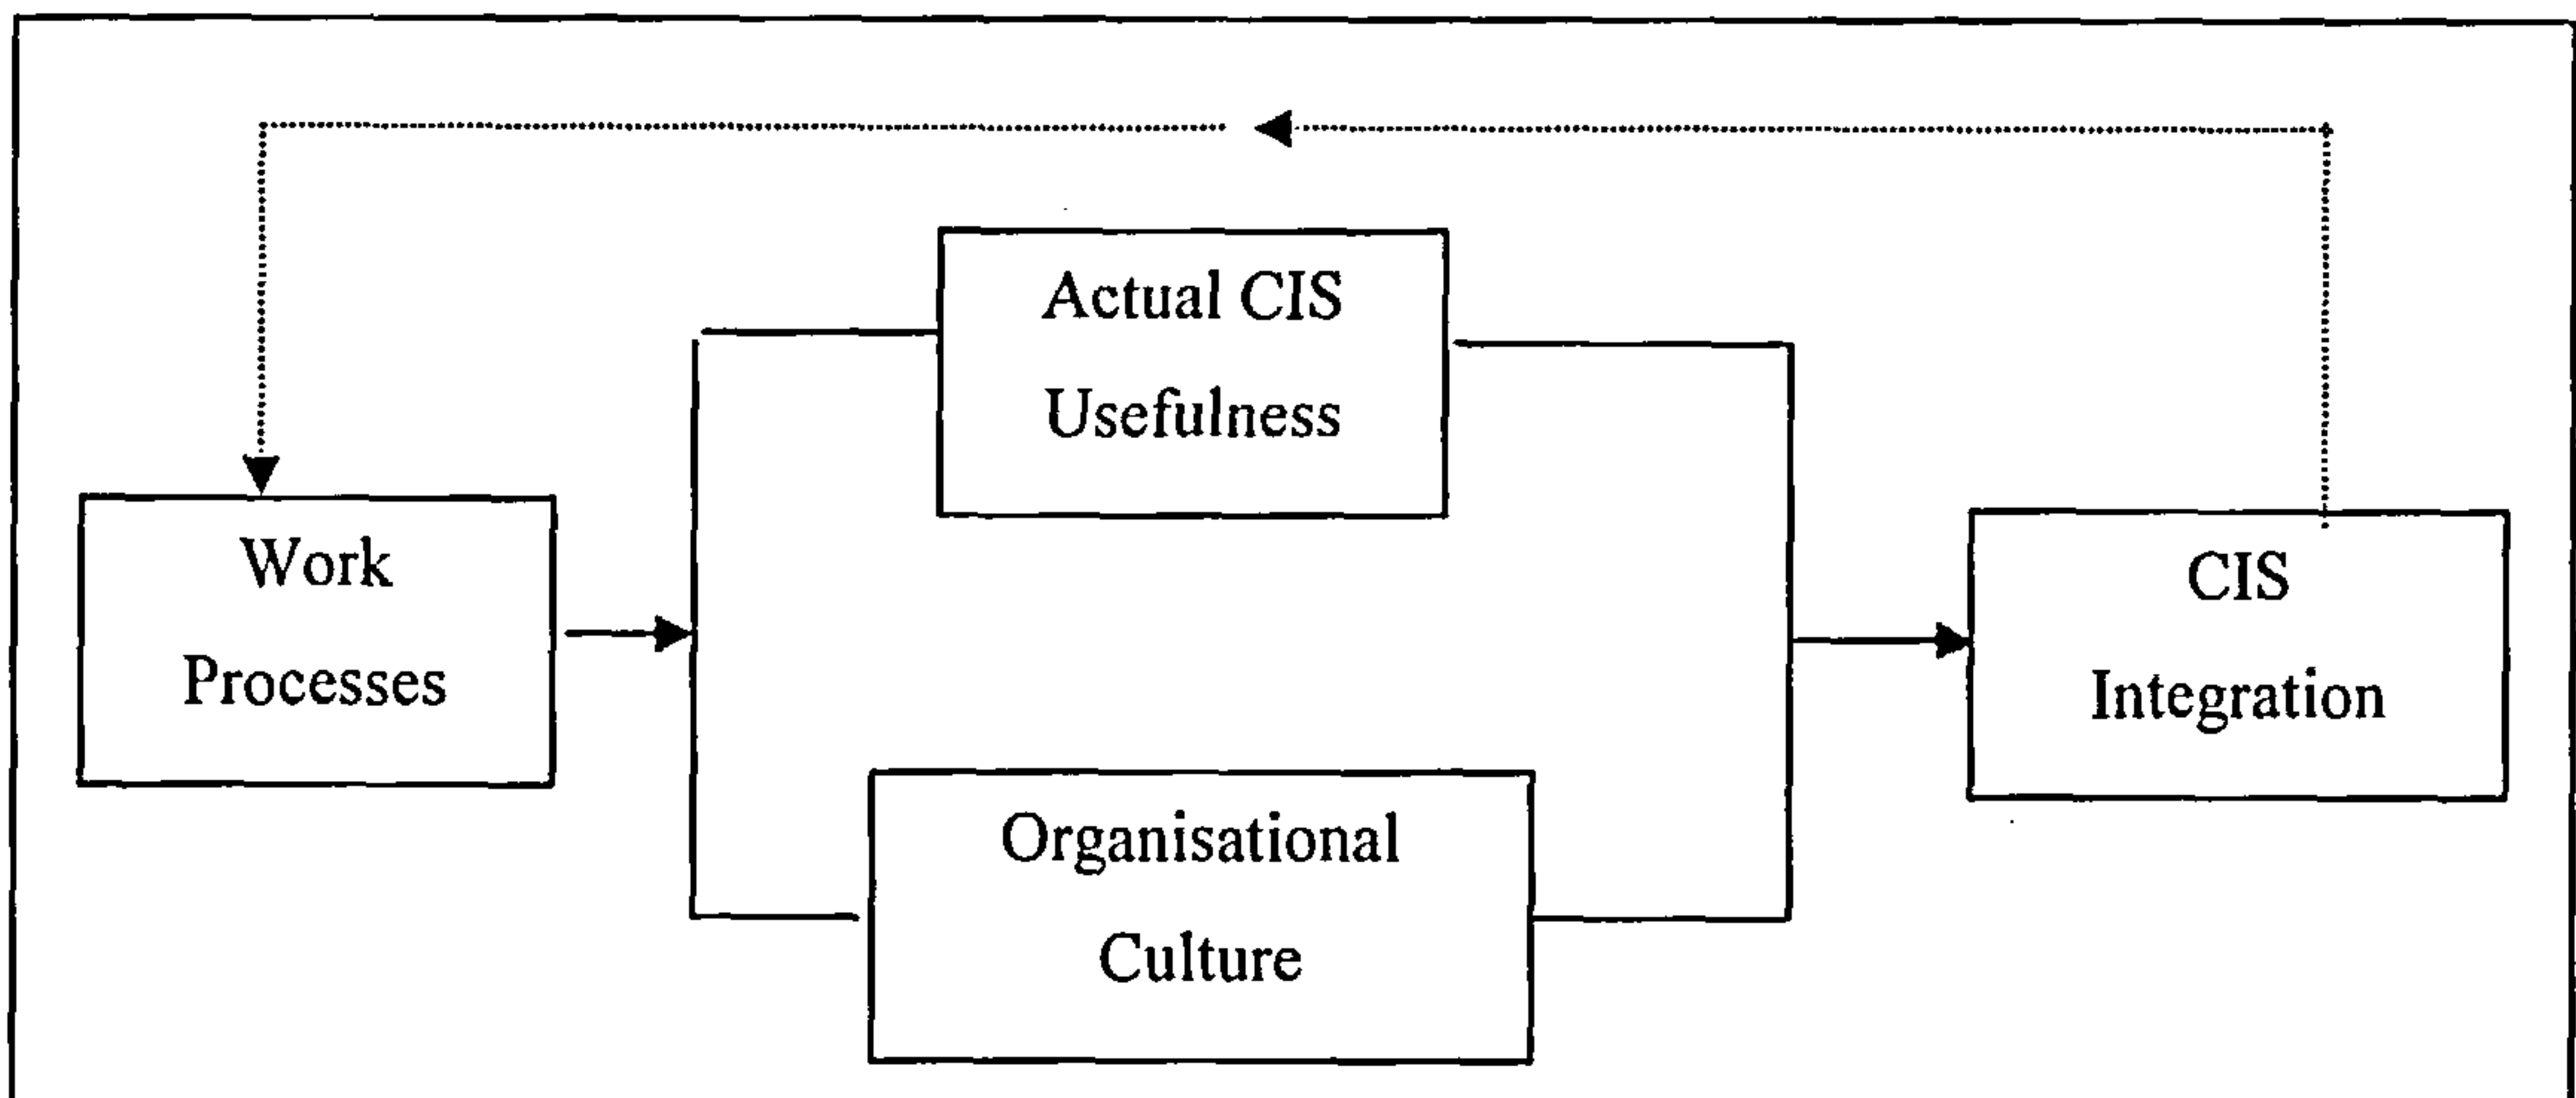 Actual CIS
Usefulness
Work
Processes
CIS
Integration
Organisational
Culture